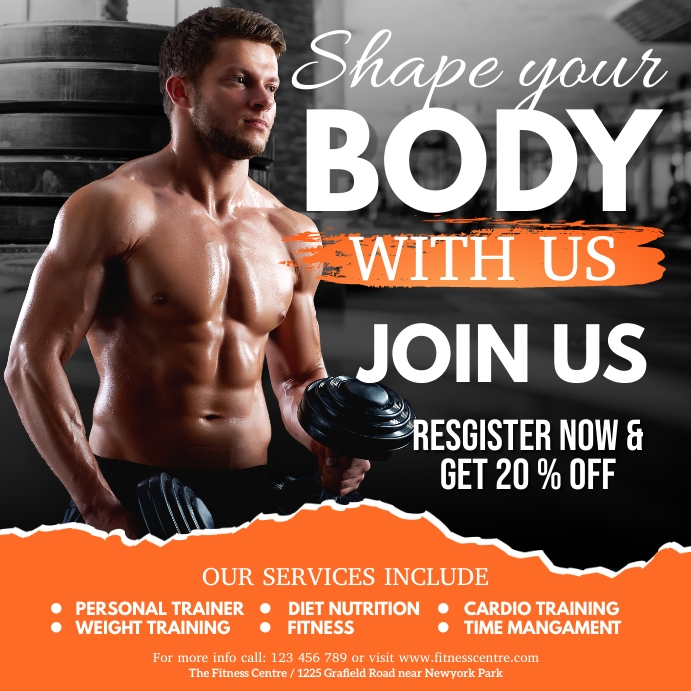 Shape your
BODY
WITH US
JOIN US
RESGISTER NOW &
GET 20 % OFF
OUR SERVICES INCLUDE
● PERSONAL TRAINER ● DIET NUTRITION ● CARDIO TRAINING
● WEIGHT TRAINING ● FITNESS ● TIME MANGAMENT
For more info call: 123 456 789 or visit www.fitnesscentre.com
The Fitness Centre / 1225 Grafield Road near Newyork Park